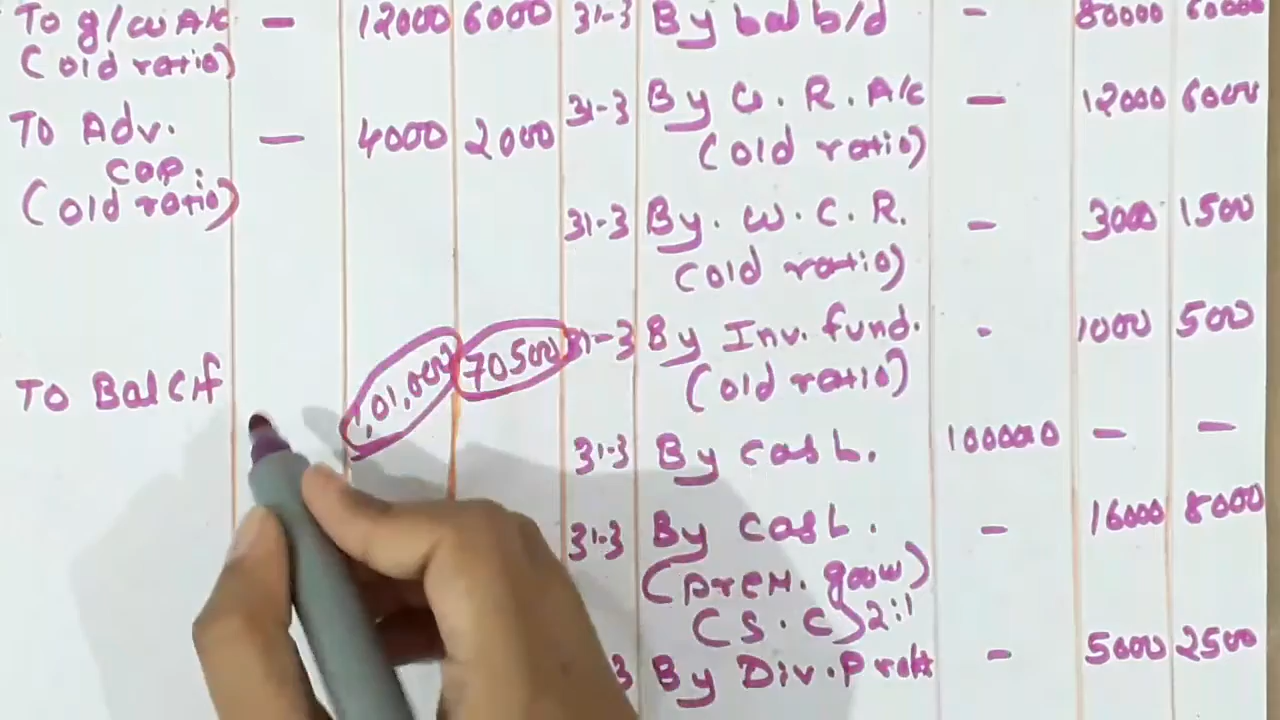 To g/w A/c — 12000 6000 31-3 By bal b/d - 80000 60000
(old ratio)
To Adv. — 4000 2000 31-3 By G. R. A/c — 12000 6000
Cap. (old ratio)
(old ratio) 31-3 By. W. C. R. — 3000 1500
(old ratio)
1,01,000 70500 31-3 By Inv. fund. - 1000 500
To Bal C/f (old ratio)
31-3 By cash. 100000 — -
31-3 By cash. - 16000 8000
(prem. goow)
(S. C) 2:1
3 By Div. Profit - 5000 2500